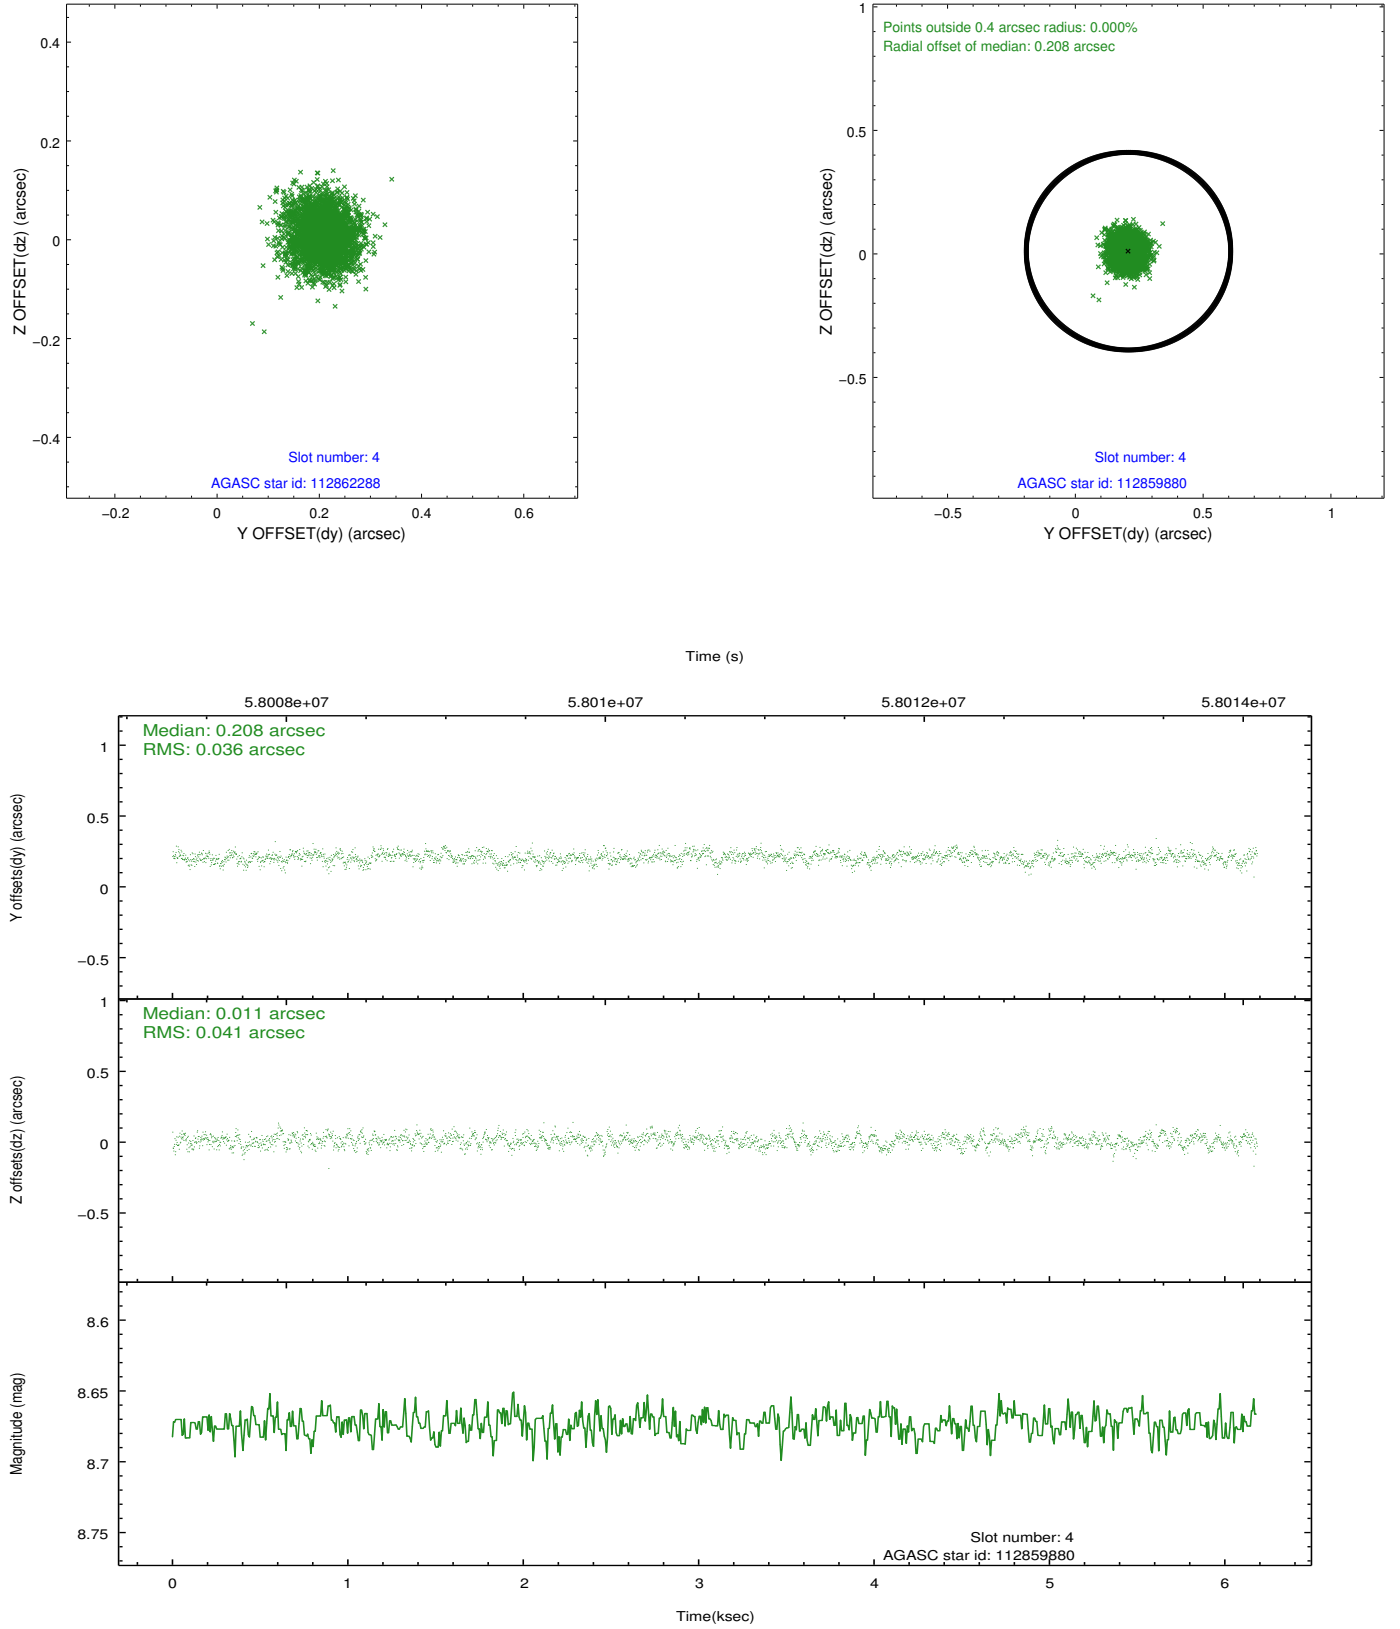 0.4
0.2
0
−0.2
−0.4
Z OFFSET(dz) (arcsec)
Slot number: 4
AGASC star id: 112862288
−0.2 0 0.2 0.4 0.6
Y OFFSET(dy) (arcsec)
Points outside 0.4 arcsec radius: 0.000%
Radial offset of median: 0.208 arcsec
1
0.5
0
−0.5
−1
Z OFFSET(dz) (arcsec)
Slot number: 4
AGASC star id: 112859880
−0.5 0 0.5 1
Y OFFSET(dy) (arcsec)
Time (s)
5.8008e+07 5.801e+07 5.8012e+07 5.8014e+07
Median: 0.208 arcsec
RMS: 0.036 arcsec
1
0.5
0
−0.5
Y offsets(dy) (arcsec)
Median: 0.011 arcsec
RMS: 0.041 arcsec
1
0.5
0
−0.5
Z offsets(dz) (arcsec)
8.6
8.65
8.7
8.75
Magnitude (mag)
Slot number: 4
AGASC star id: 112859880
0 1 2 3 4 5 6
Time(ksec)